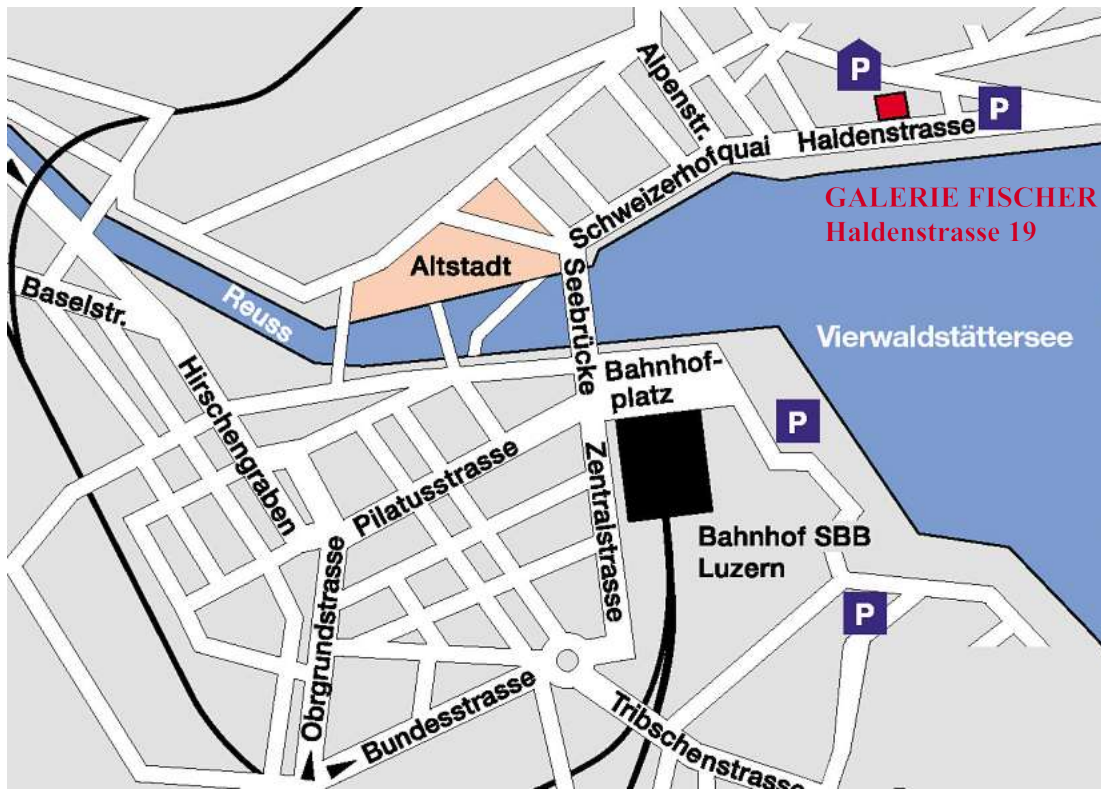 P
Alpenstr.
P
Haldenstrasse
Schweizerhofquai
GALERIE FISCHER
Haldenstrasse 19
Altstadt
Seebrücke
Baselstr.
Reuss
Vierwaldstättersee
Hirschengraben
Bahnhof-
platz
P
Pilatusstrasse
Zentralstrasse
Bahnhof SBB
Luzern
Obrgrundstrasse
P
Bundesstrasse
Tribschenstrasse